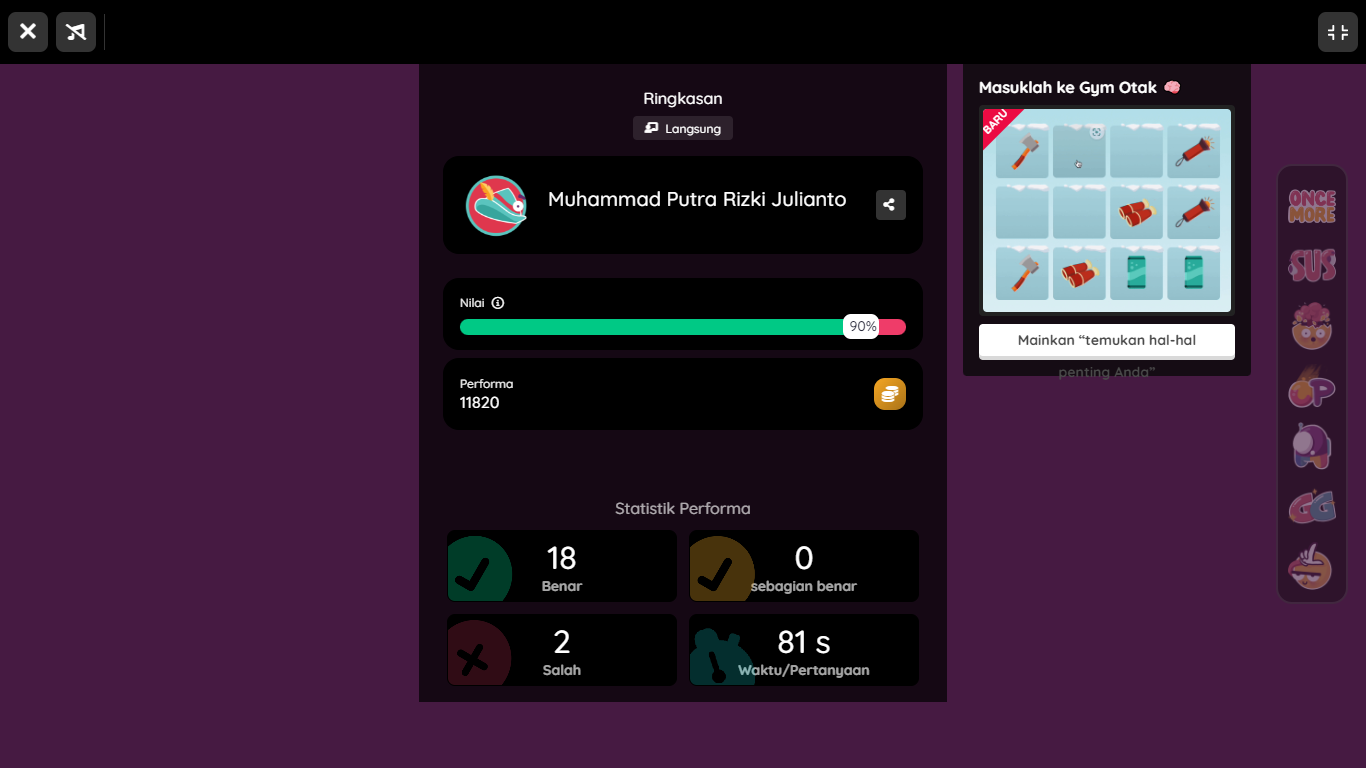 Ringkasan
Langsung
Muhammad Putra Rizki Julianto
Nilai
90%
Performa
11820
Statistik Performa
18
Benar
0
sebagian benar
2
Salah
81 s
Waktu/Pertanyaan
Masuklah ke Gym Otak 🧠
BARU
Mainkan “temukan hal-hal
penting Anda”
ONCE
MORE
SUS
OP
GG